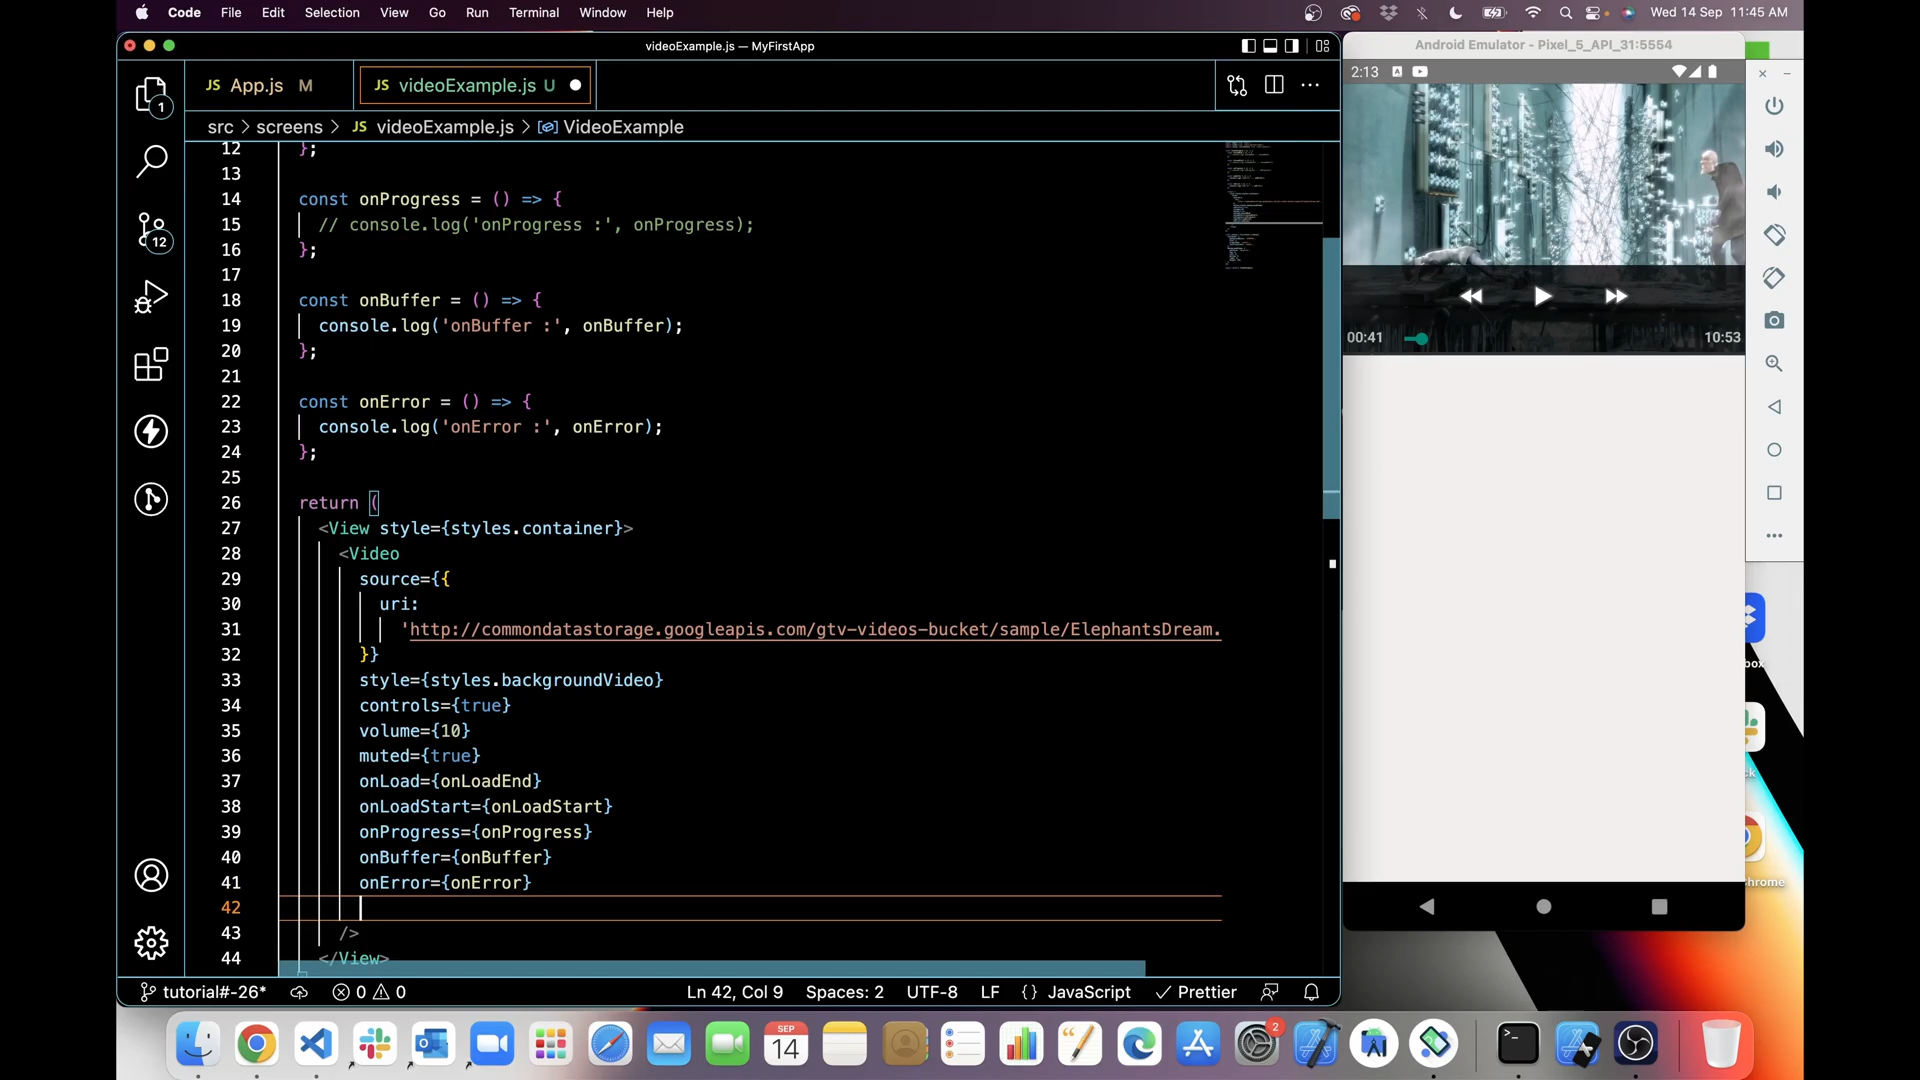 Code File Edit Selection View Go Run Terminal Window Help
Wed 14 Sep 11:45 AM
videoExample.js — MyFirstApp
Android Emulator - Pixel_5_API_31:5554
JS App.js M
JS videoExample.js U
2:13
src > screens > JS videoExample.js > VideoExample
1
12
12 };
13
14 const onProgress = () => {
15 // console.log('onProgress :', onProgress);
16 };
17
18 const onBuffer = () => {
19 console.log('onBuffer :', onBuffer);
20 };
21
22 const onError = () => {
23 console.log('onError :', onError);
24 };
25
26 return (
27 <View style={styles.container}>
28 <Video
29 source={{
30 uri:
31 'http://commondatastorage.googleapis.com/gtv-videos-bucket/sample/ElephantsDream.
32 }}
33 style={styles.backgroundVideo}
34 controls={true}
35 volume={10}
36 muted={true}
37 onLoad={onLoadEnd}
38 onLoadStart={onLoadStart}
39 onProgress={onProgress}
40 onBuffer={onBuffer}
41 onError={onError}
42
43 />
44 </View>
00:41
10:53
box
ck
hrome
tutorial#-26* 0 0 Ln 42, Col 9 Spaces: 2 UTF-8 LF {} JavaScript Prettier
SEP
14
2